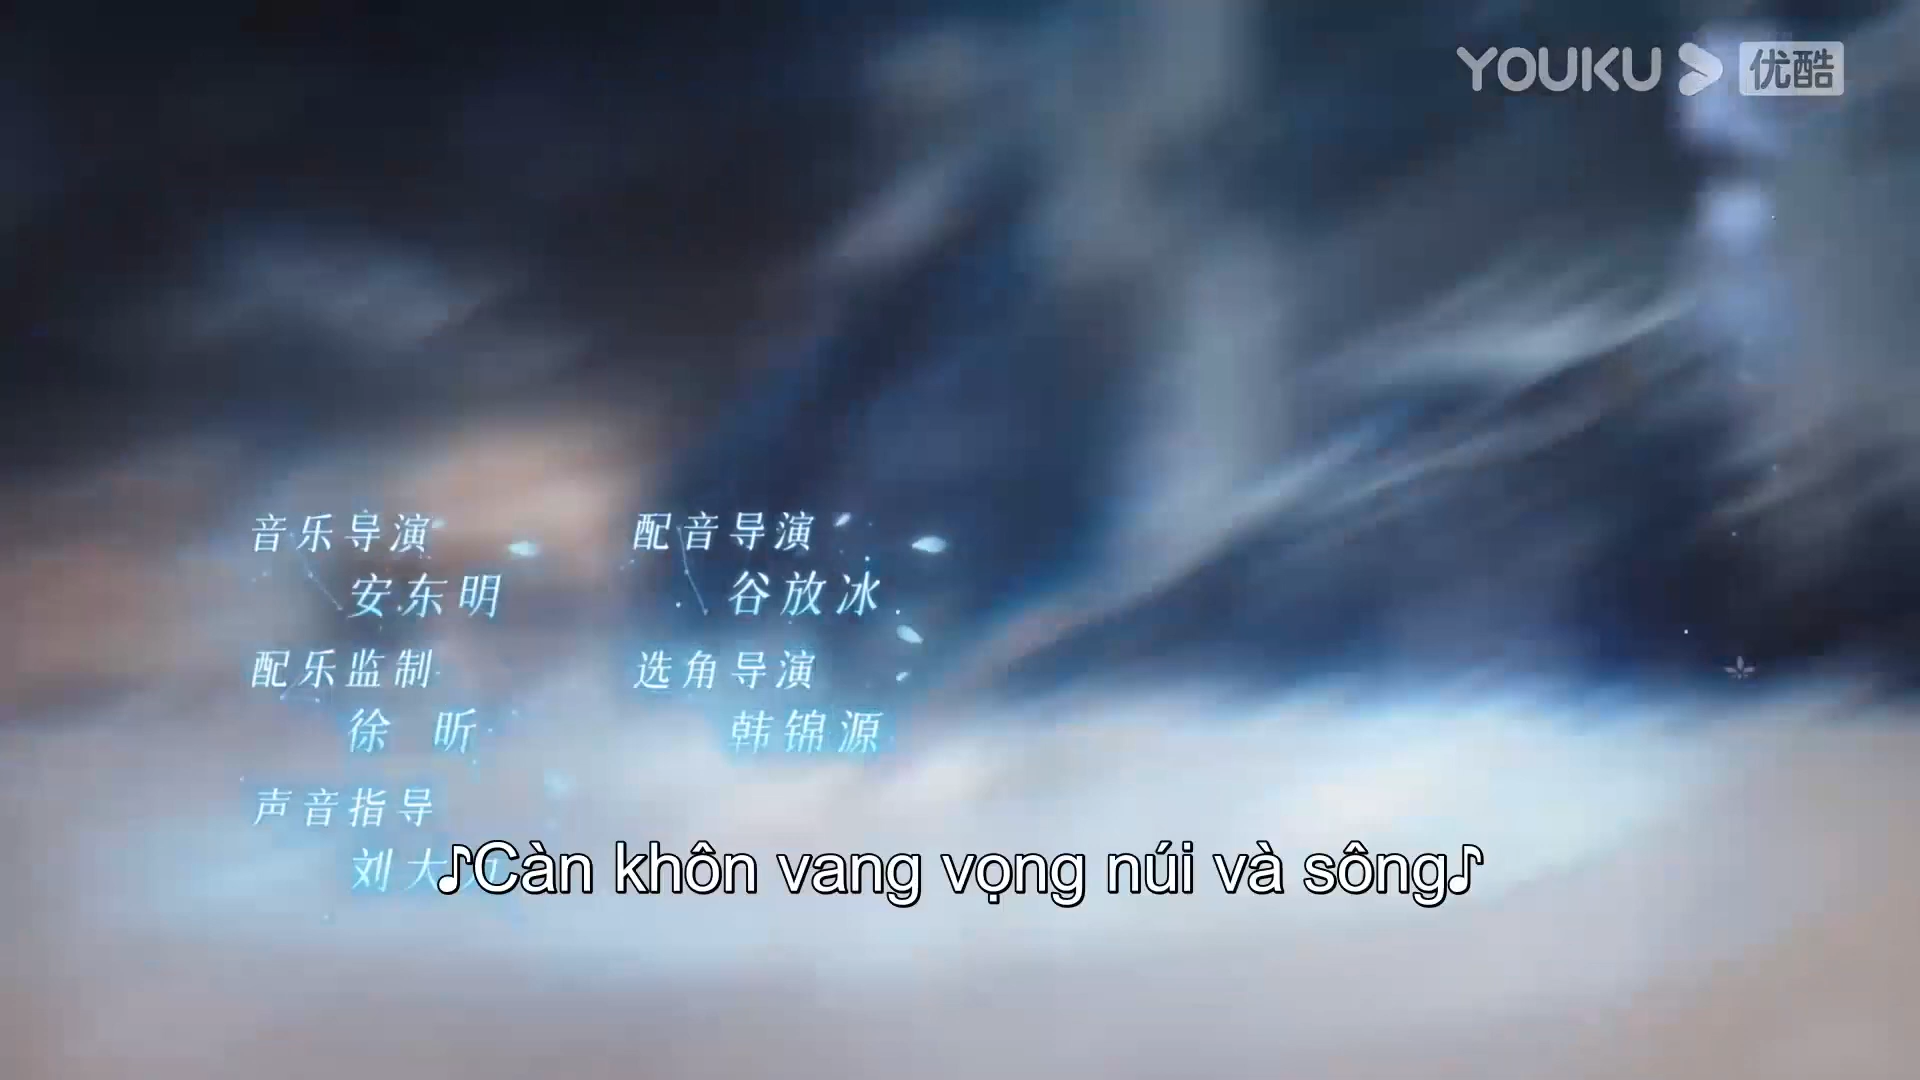 YOUKU 优酷
音乐导演
安东明
配音导演
谷放冰
配乐监制
徐 昕
选角导演
韩锦源
声音指导
刘大
♪Càn khôn vang vọng núi và sông♪